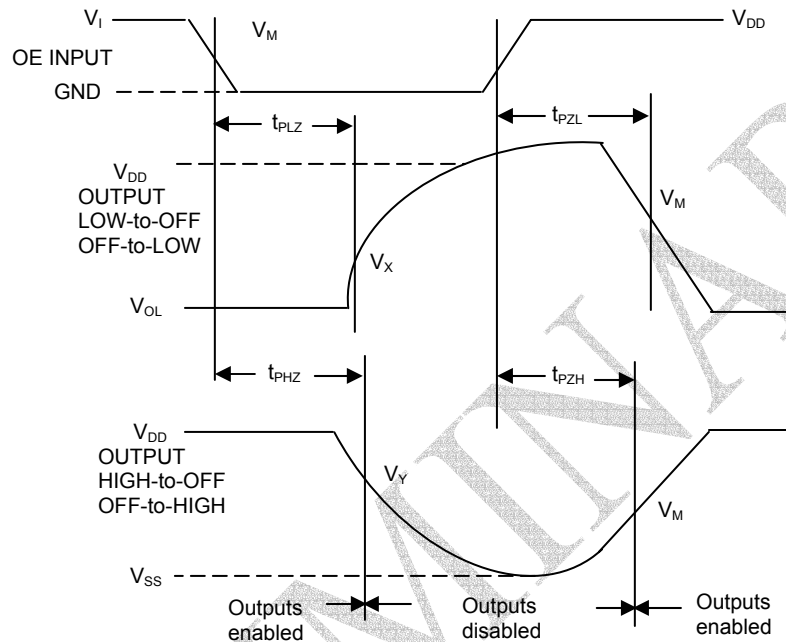 V_I V_M V_DD
OE INPUT
GND
t_PLZ t_PZL
V_DD
OUTPUT
LOW-to-OFF
OFF-to-LOW
V_M
V_X
V_OL
t_PHZ t_PZH
V_DD
OUTPUT
HIGH-to-OFF
OFF-to-HIGH
V_Y
V_M
V_SS
Outputs
enabled
Outputs
disabled
Outputs
enabled